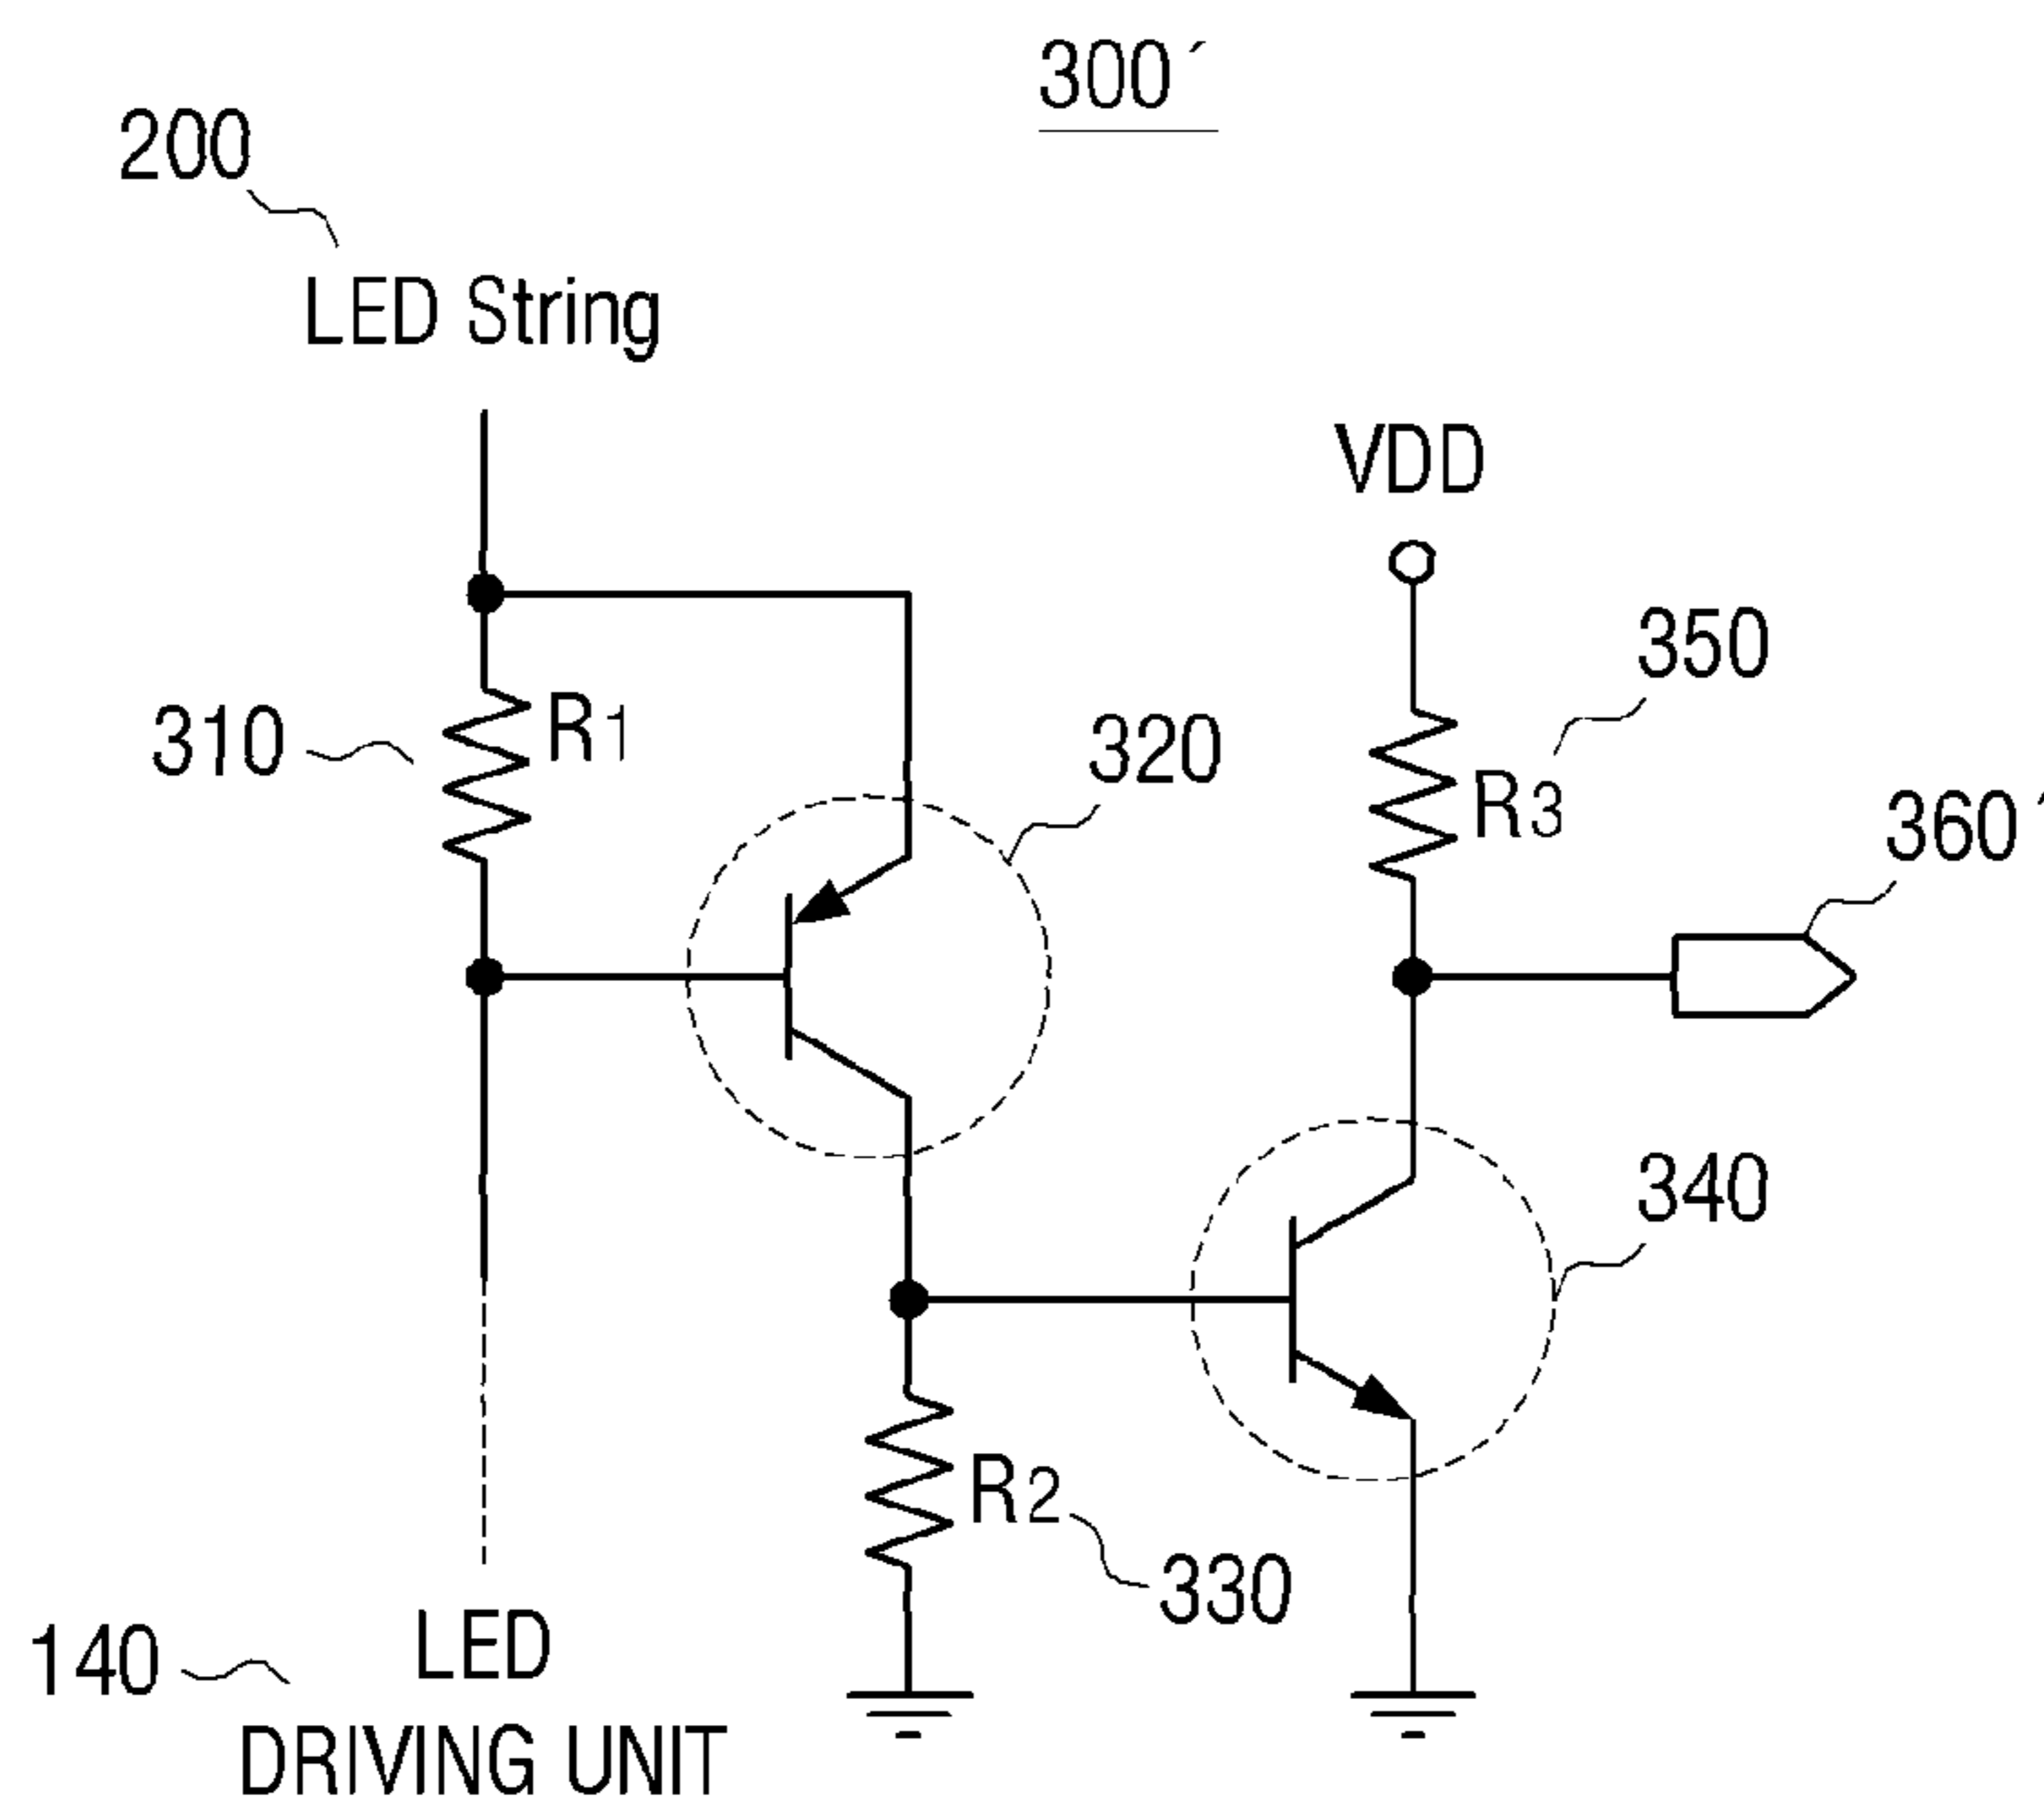 300´
200
LED String
VDD
350
310
R1
320
R3
360´
340
R2
330
140
LED
DRIVING UNIT